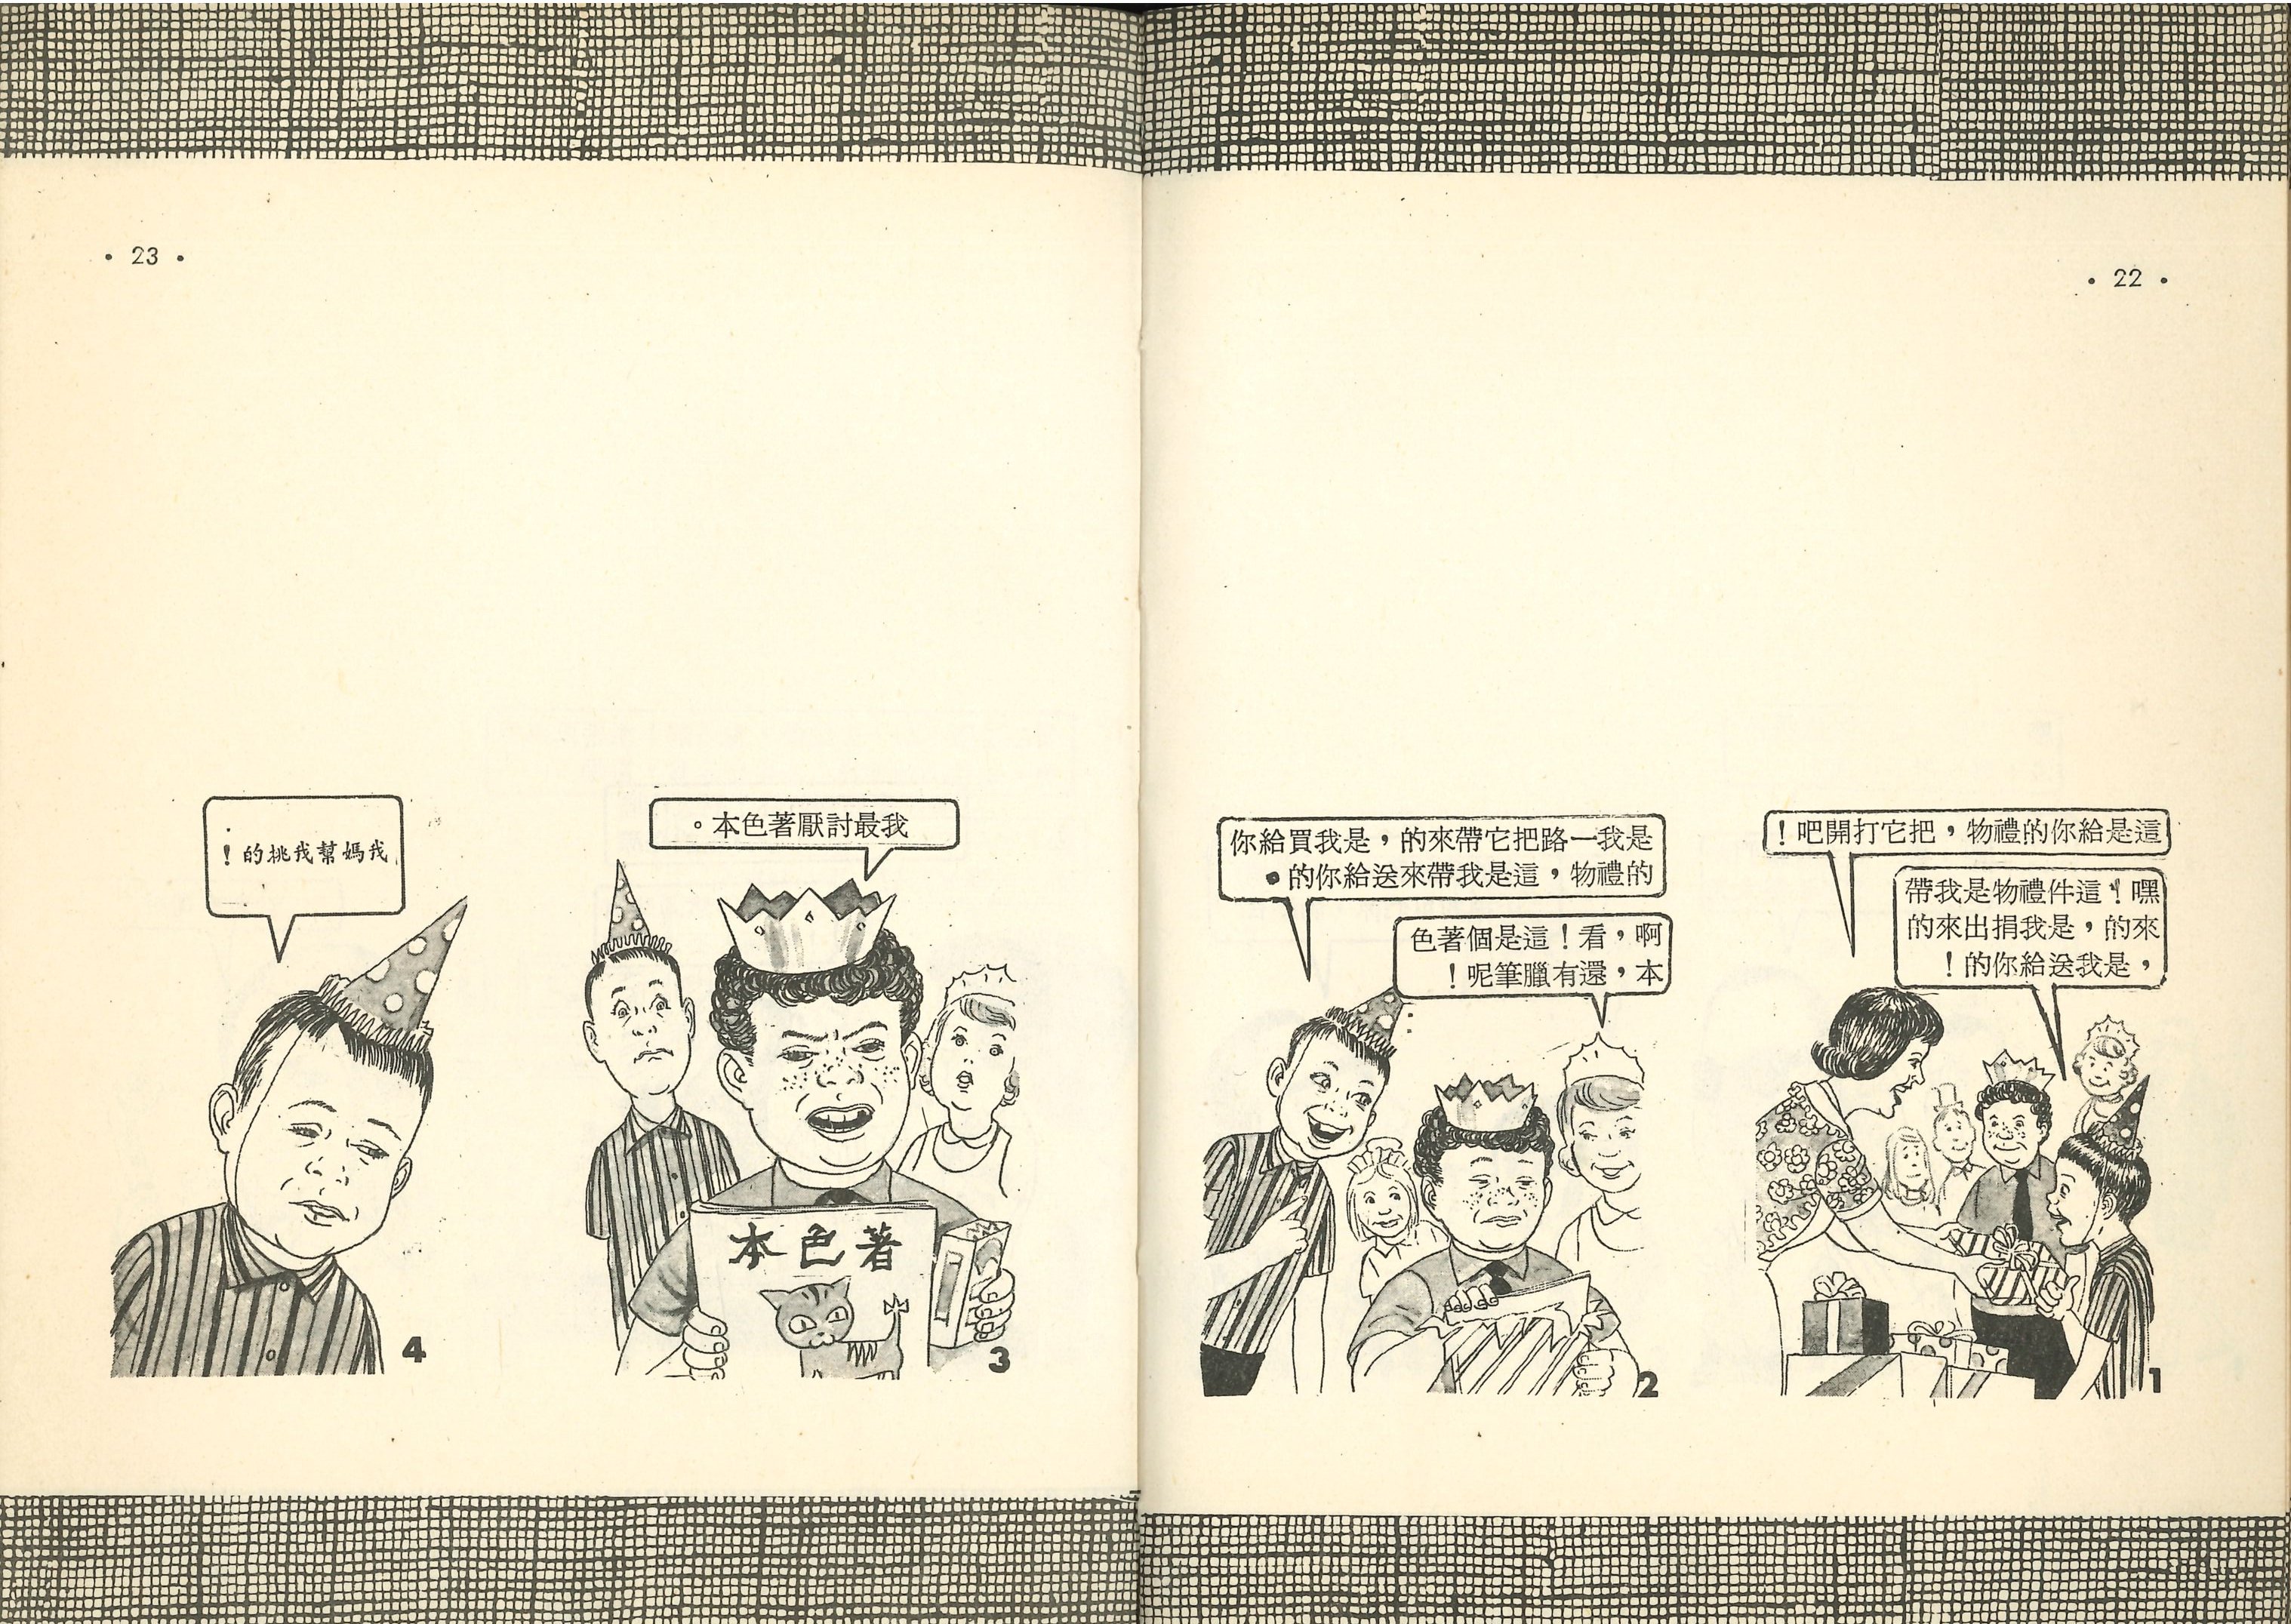 • 22 •
這是給你的禮物，把它打開吧！
嘿！這件禮物是我帶
來的，是我捐出來的
，是我送給你的！
1
是我一路把它帶來的，是我買給你
的禮物，這是我帶來送給你的●
啊，看！這是個著色
本，還有臘筆呢！
2
• 23 •
我最討厭著色本。
著色本
3
我媽幫我挑的！
4